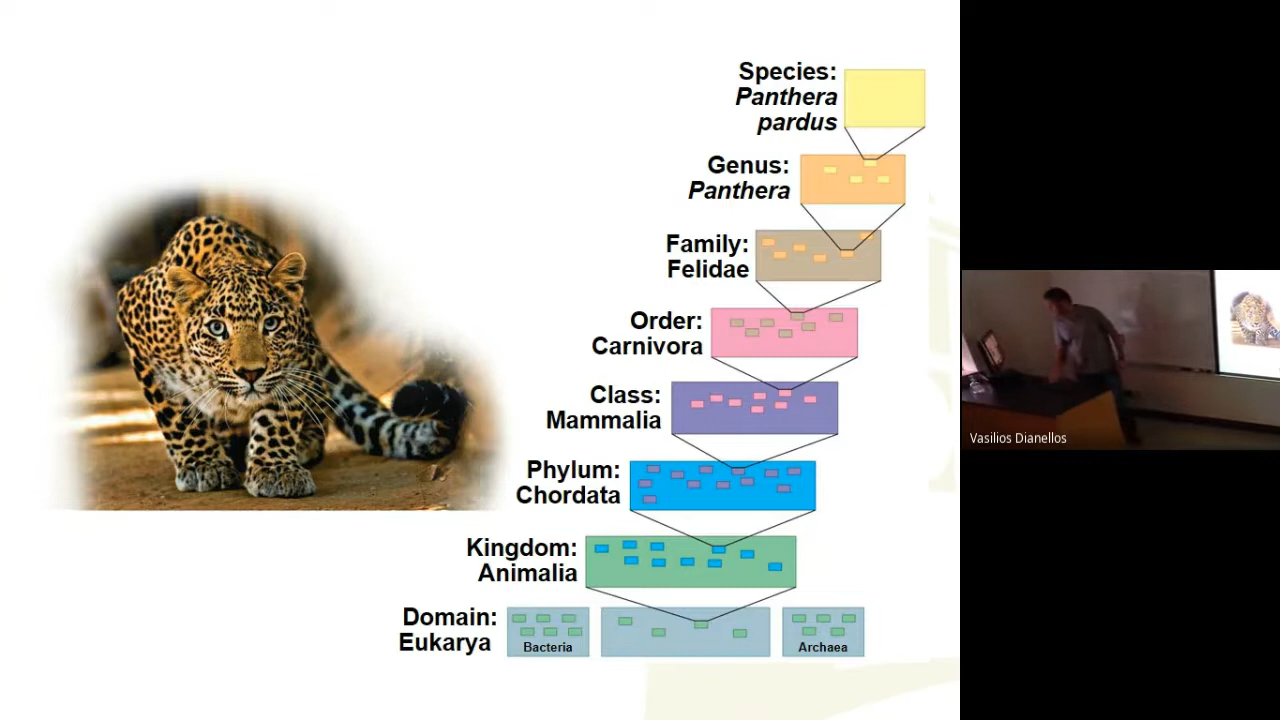 Species:
Panthera
pardus
Genus:
Panthera
Family:
Felidae
Order:
Carnivora
Class:
Mammalia
Phylum:
Chordata
Kingdom:
Animalia
Domain:
Eukarya
Bacteria
Archaea
Vasilios Dianellos